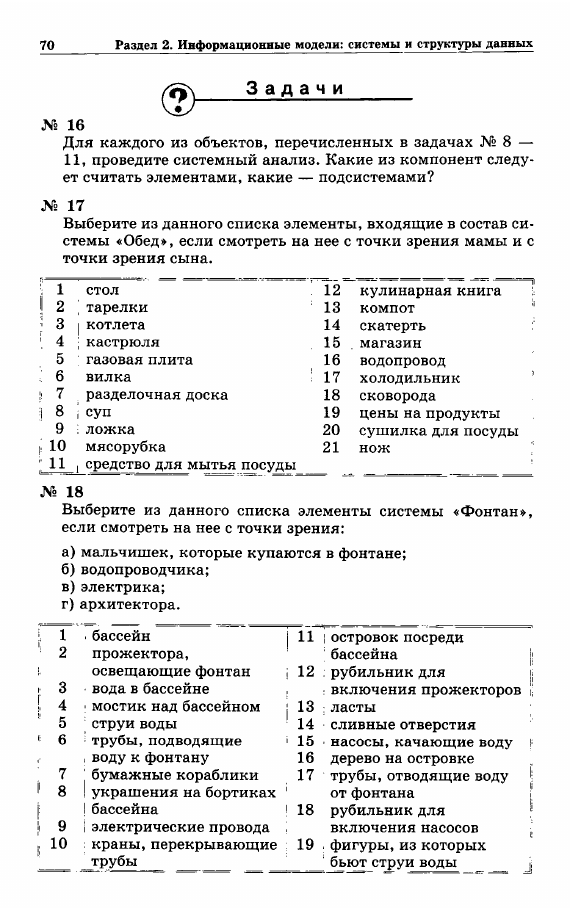 70 Раздел 2. Информационные модели: системы и структуры данных
? Задачи
№ 16
Для каждого из объектов, перечисленных в задачах № 8 —
11, проведите системный анализ. Какие из компонент следу-
ет считать элементами, какие — подсистемами?
№ 17
Выберите из данного списка элементы, входящие в состав си-
стемы «Обед», если смотреть на нее с точки зрения мамы и с
точки зрения сына.
1 стол
2 тарелки
3 котлета
4 кастрюля
5 газовая плита
6 вилка
7 разделочная доска
8 суп
9 ложка
10 мясорубка
11 средство для мытья посуды
12 кулинарная книга
13 компот
14 скатерть
15 магазин
16 водопровод
17 холодильник
18 сковорода
19 цены на продукты
20 сушилка для посуды
21 нож
№ 18
Выберите из данного списка элементы системы «Фонтан»,
если смотреть на нее с точки зрения:
а) мальчишек, которые купаются в фонтане;
б) водопроводчика;
в) электрика;
г) архитектора.
1 бассейн
2 прожектора,
освещающие фонтан
3 вода в бассейне
4 мостик над бассейном
5 струи воды
6 трубы, подводящие
воду к фонтану
7 бумажные кораблики
8 украшения на бортиках
бассейна
9 электрические провода
10 краны, перекрывающие
трубы
11 островок посреди
бассейна
12 рубильник для
включения прожекторов
13 ласты
14 сливные отверстия
15 насосы, качающие воду
16 дерево на островке
17 трубы, отводящие воду
от фонтана
18 рубильник для
включения насосов
19 фигуры, из которых
бьют струи воды